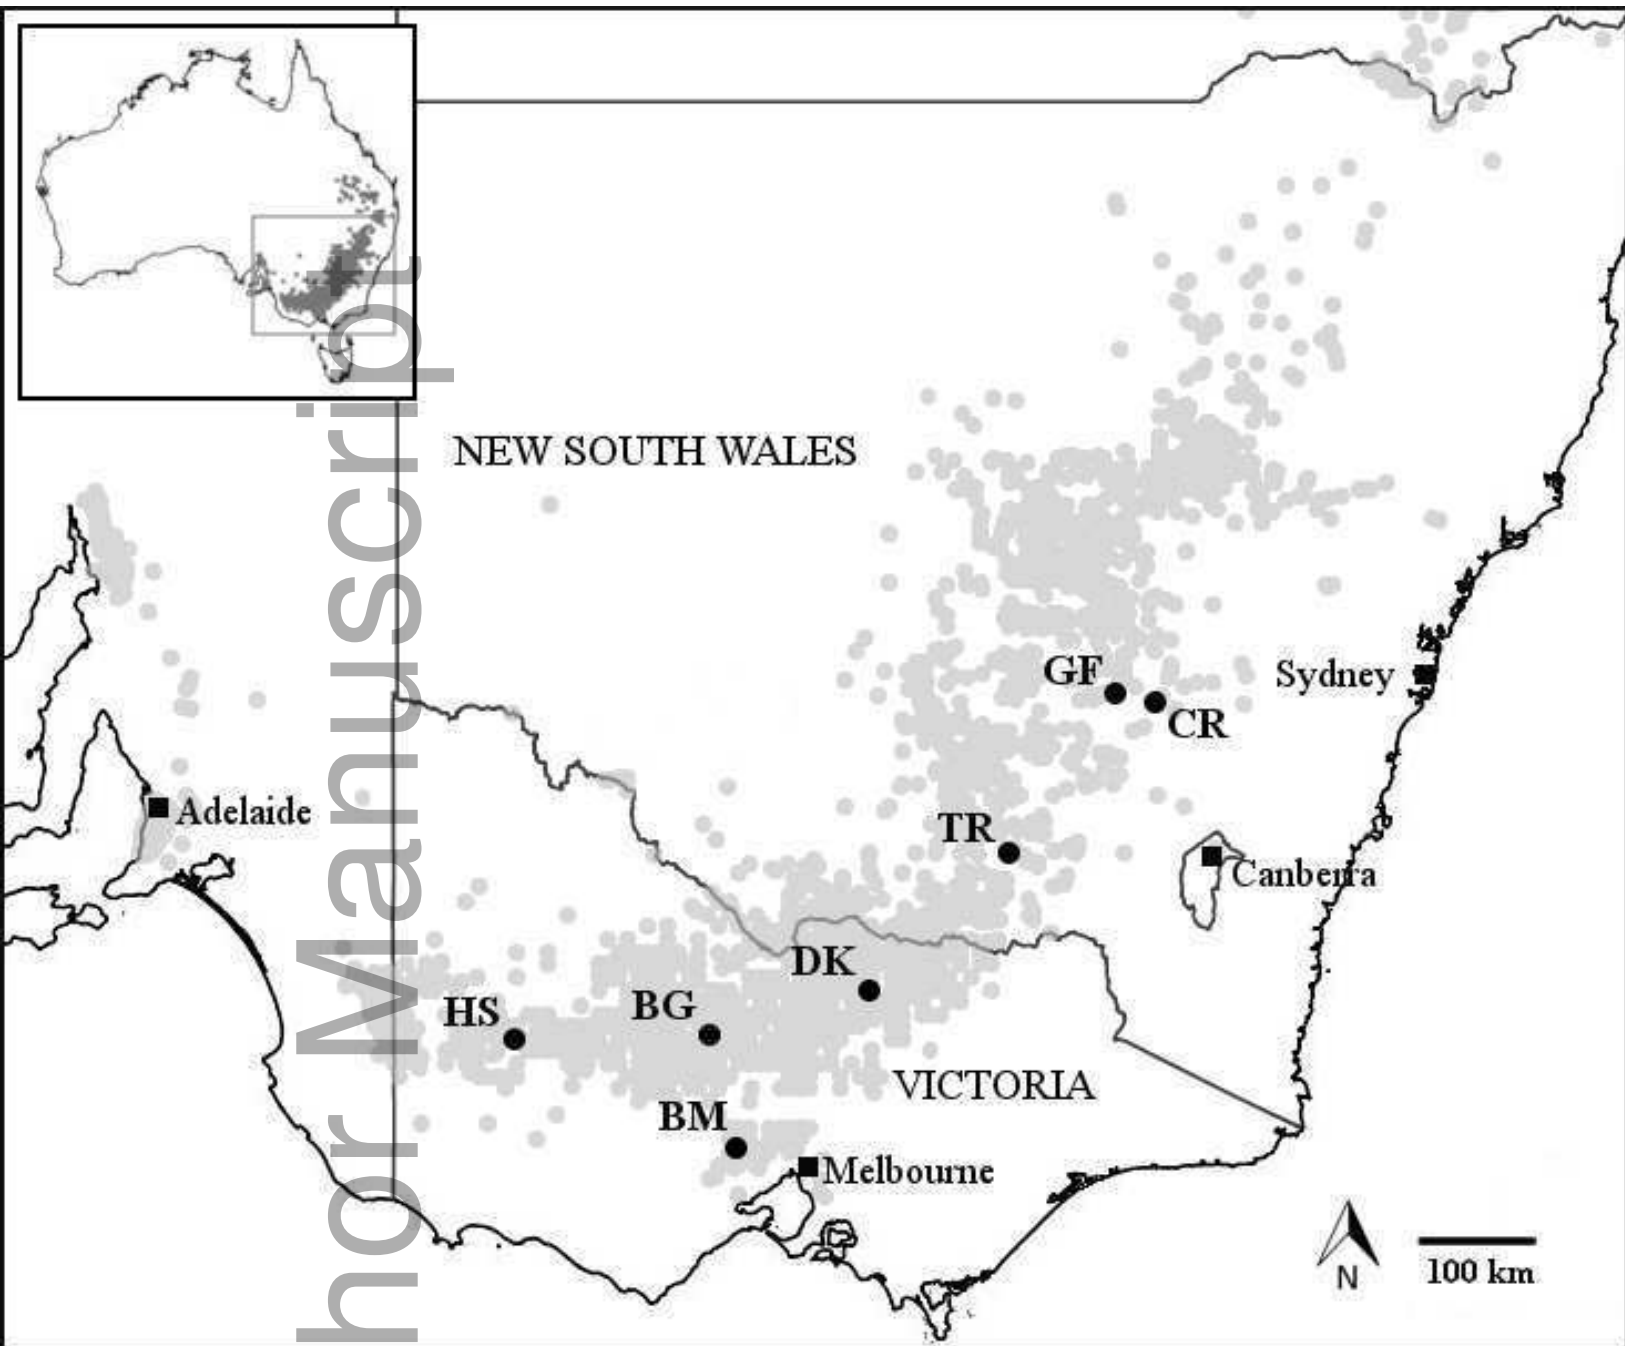 NEW SOUTH WALES
GF
Sydney
CR
Adelaide
TR
Canberra
DK
HS
BG
VICTORIA
BM
Melbourne
N
100 km
hor Manuscript